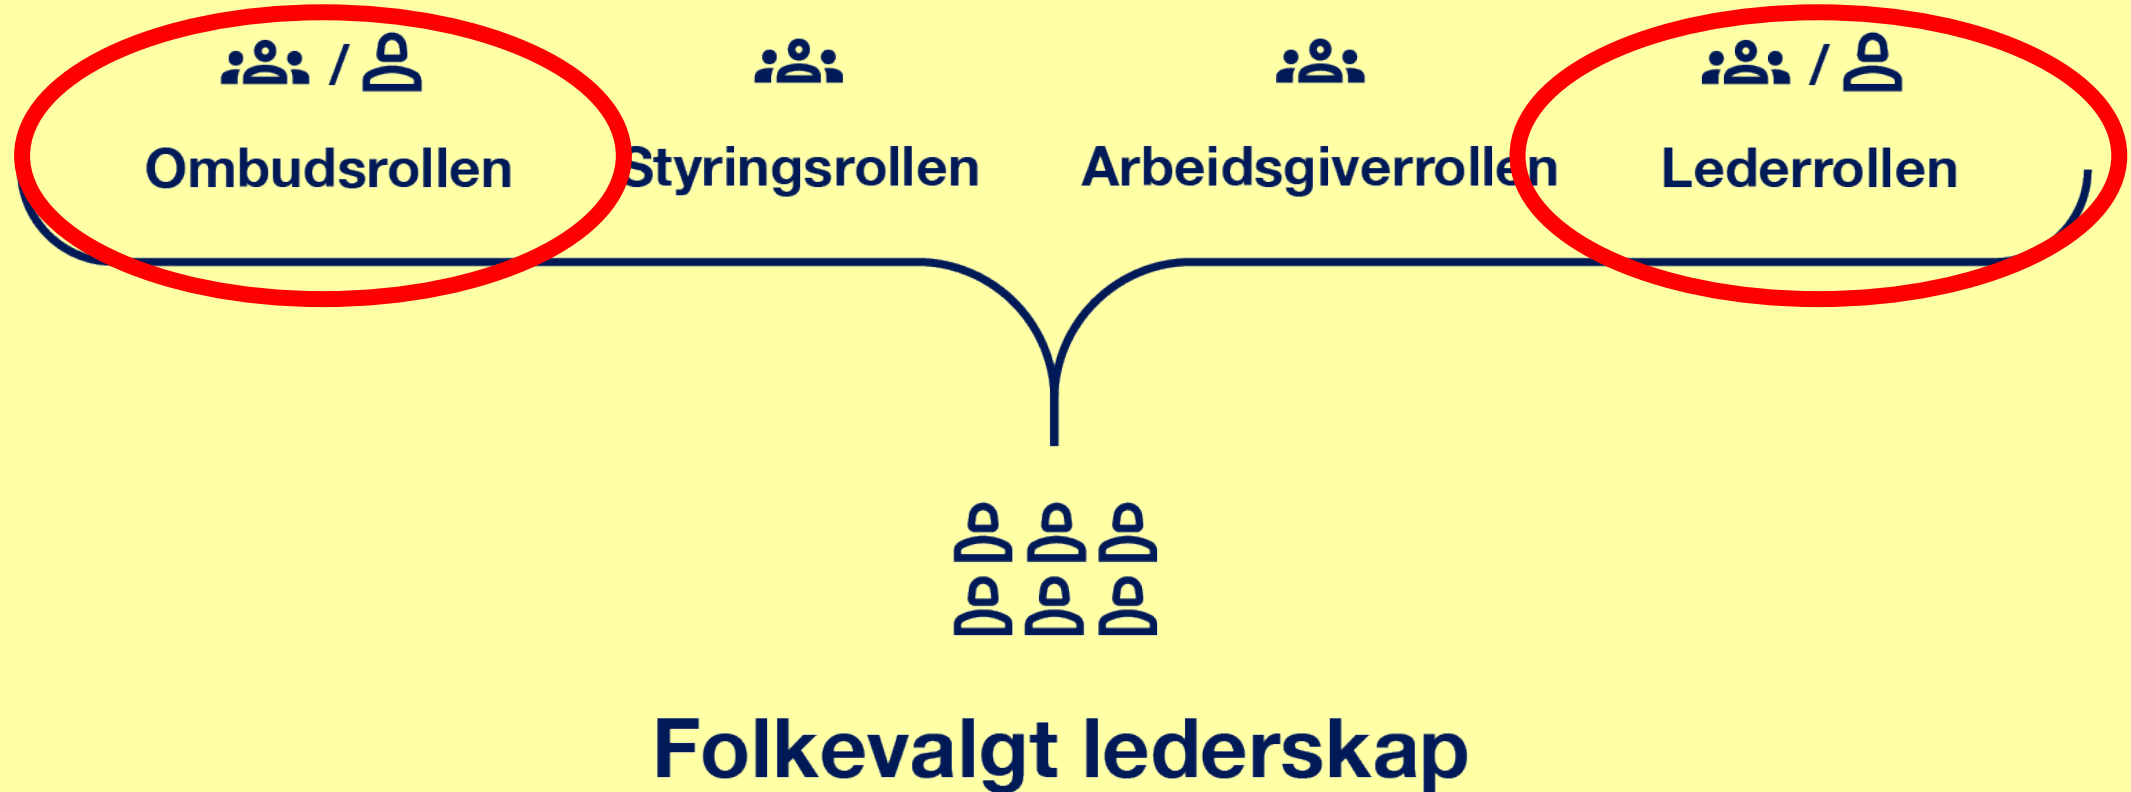 / /
Ombudsrollen Styringsrollen Arbeidsgiverrollen Lederrollen
Folkevalgt lederskap